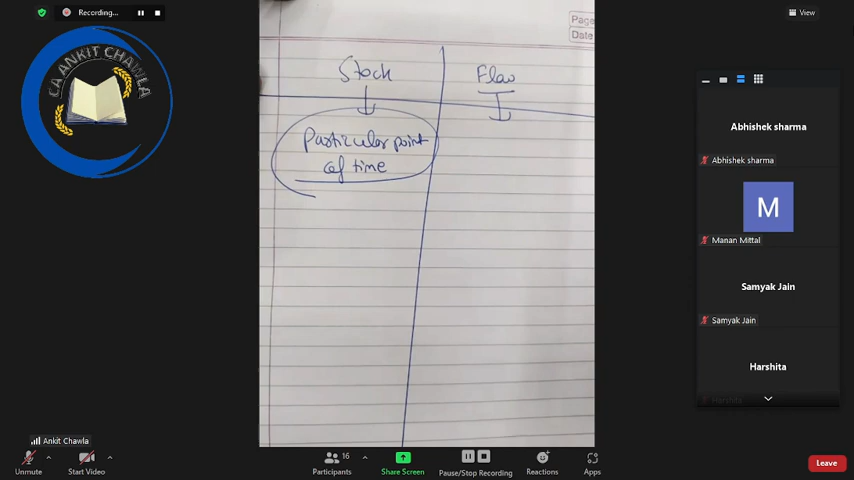 Recording...
View
CA ANKIT CHAWLA
Page
Date
Stock
Flow
Particular point
of time
Abhishek sharma
Abhishek sharma
M
Manan Mittal
Samyak Jain
Samyak Jain
Harshita
Harshita
Ankit Chawla
Unmute
Start Video
16
Participants
Share Screen
Pause/Stop Recording
Reactions
Apps
Leave